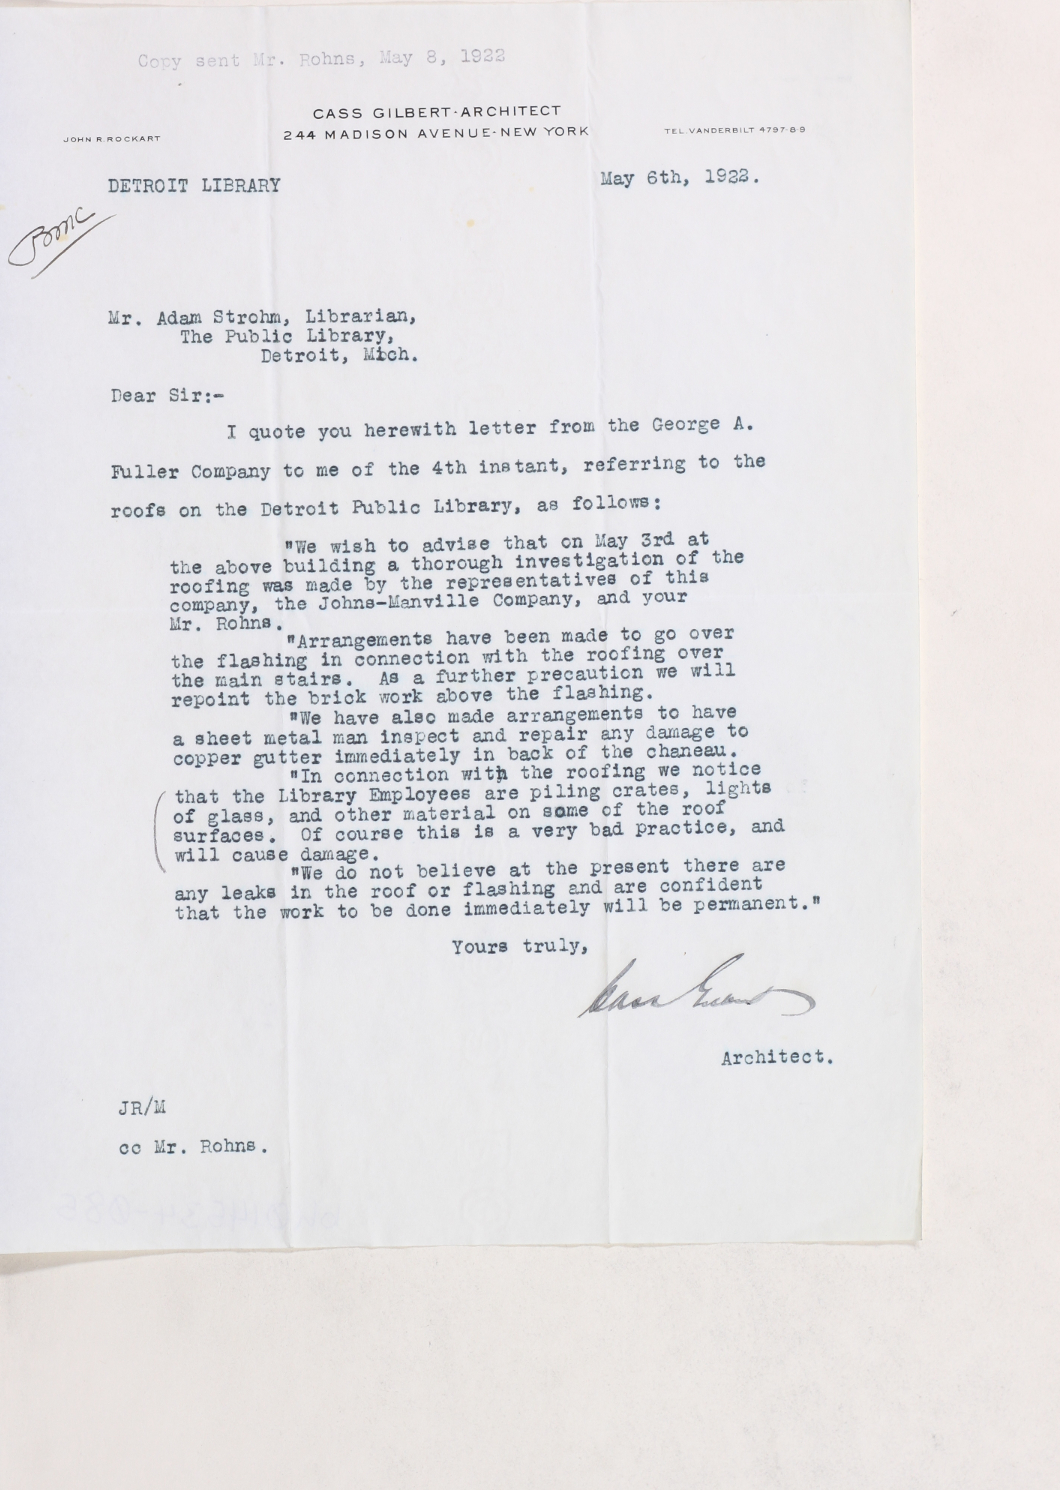 Copy sent Mr. Rohns, May 8, 1922
CASS GILBERT·ARCHITECT
244 MADISON AVENUE-NEW YORK
JOHN R. ROCKART
TEL. VANDERBILT 4797-8-9
DETROIT LIBRARY
May 6th, 1922.
Mr. Adam Strohm, Librarian,
The Public Library,
Detroit, Mich.
Dear Sir:-
I quote you herewith letter from the George A.
Fuller Company to me of the 4th instant, referring to the
roofs on the Detroit Public Library, as follows:
"We wish to advise that on May 3rd at
the above building a thorough investigation of the
roofing was made by the representatives of this
company, the Johns-Manville Company, and your
Mr. Rohns.
"Arrangements have been made to go over
the flashing in connection with the roofing over
the main stairs. As a further precaution we will
repoint the brick work above the flashing.
"We have also made arrangements to have
a sheet metal man inspect and repair any damage to
copper gutter immediately in back of the chaneau.
"In connection with the roofing we notice
that the Library Employees are piling crates, lights
of glass, and other material on some of the roof
surfaces. Of course this is a very bad practice, and
will cause damage.
"We do not believe at the present there are
any leaks in the roof or flashing and are confident
that the work to be done immediately will be permanent."
Yours truly,
Cass Gilbert
Architect.
JR/M
cc Mr. Rohns.